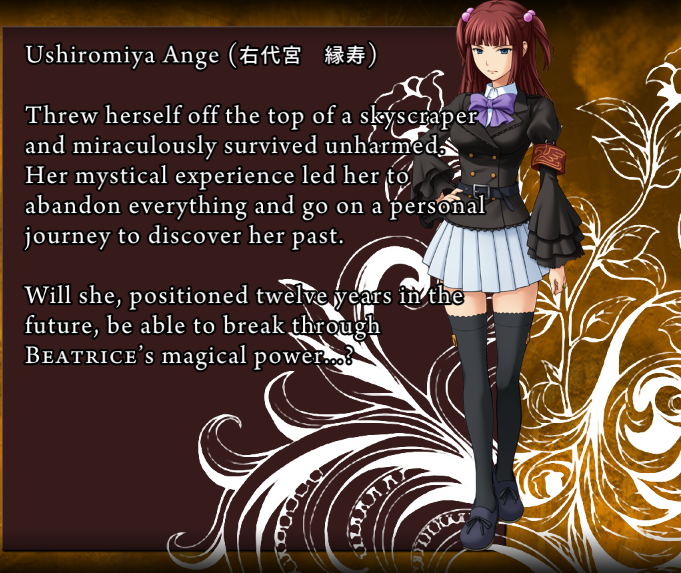 Ushiromiya Ange (右代宮　縁寿)
Threw herself off the top of a skyscraper
and miraculously survived unharmed.
Her mystical experience led her to
abandon everything and go on a personal
journey to discover her past.
Will she, positioned twelve years in the
future, be able to break through
BEATRICE's magical power...?